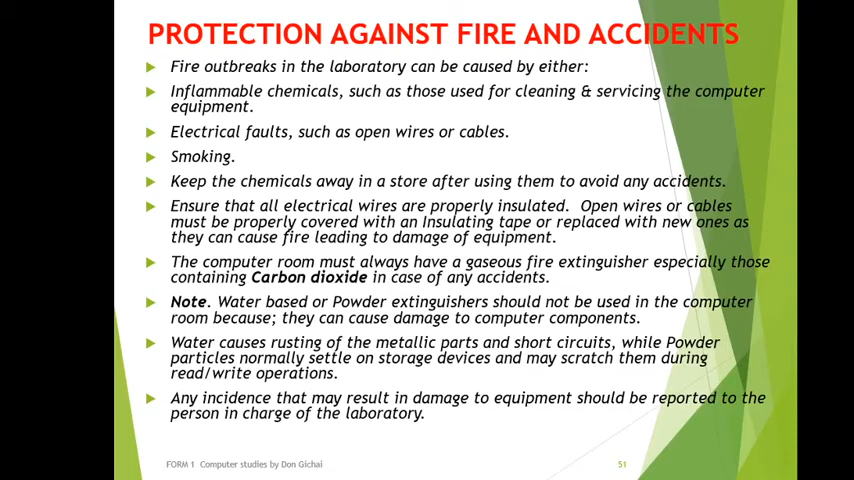 PROTECTION AGAINST FIRE AND ACCIDENTS
Fire outbreaks in the laboratory can be caused by either:
Inflammable chemicals, such as those used for cleaning & servicing the computer
equipment.
Electrical faults, such as open wires or cables.
Smoking.
Keep the chemicals away in a store after using them to avoid any accidents.
Ensure that all electrical wires are properly insulated. Open wires or cables
must be properly covered with an Insulating tape or replaced with new ones as
they can cause fire leading to damage of equipment.
The computer room must always have a gaseous fire extinguisher especially those
containing Carbon dioxide in case of any accidents.
Note. Water based or Powder extinguishers should not be used in the computer
room because; they can cause damage to computer components.
Water causes rusting of the metallic parts and short circuits, while Powder
particles normally settle on storage devices and may scratch them during
read/write operations.
Any incidence that may result in damage to equipment should be reported to the
person in charge of the laboratory.
FORM 1 Computer studies by Don Gichai
51